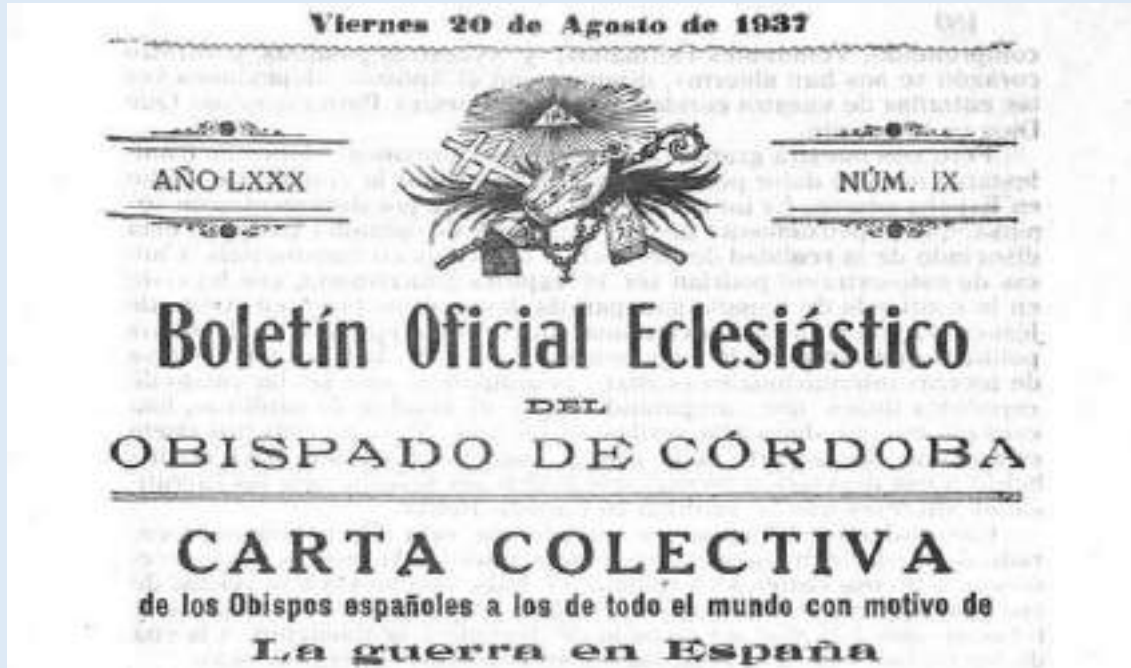 Viernes 20 de Agosto de 1937
AÑO LXXX
NÚM. IX
Boletín Oficial Eclesiástico
DEL
OBISPADO DE CÓRDOBA
CARTA COLECTIVA
de los Obispos españoles a los de todo el mundo con motivo de
La guerra en España